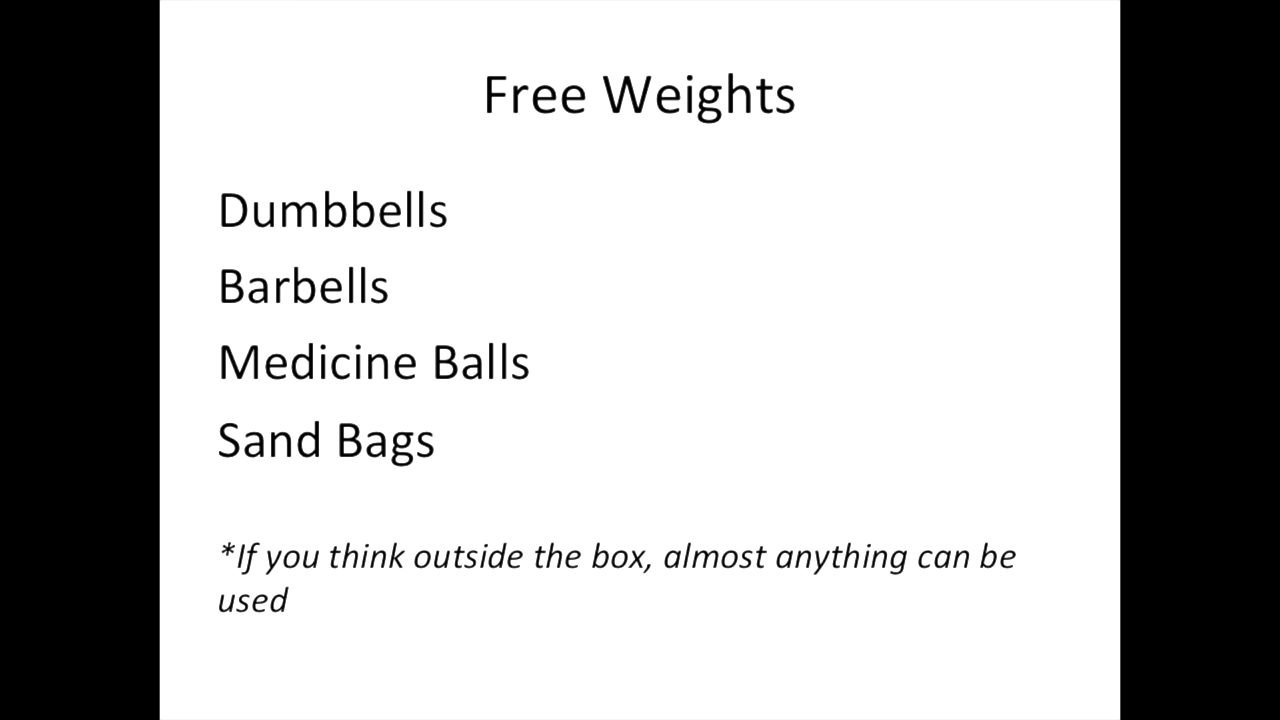 Free Weights
Dumbbells
Barbells
Medicine Balls
Sand Bags
*If you think outside the box, almost anything can be
used